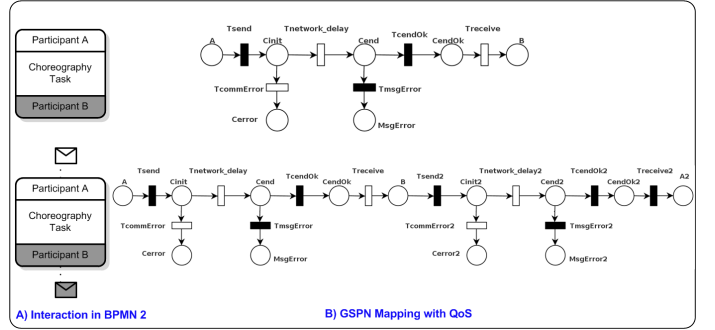 Participant A
Choreography
Task
Participant B
A
Tsend
Cinit
Tnetwork_delay
Cend
TcendOk
CendOk
Treceive
B
TcommError
TmsgError
Cerror
MsgError
Participant A
Choreography
Task
Participant B
A
Tsend
Cinit
Tnetwork_delay
Cend
TcendOk
CendOk
Treceive
B
Tsend2
Cinit2
Tnetwork_delay2
Cend2
TcendOk2
CendOk2
Treceive2
A2
TcommError
TmsgError
TcommError2
TmsgError2
Cerror
MsgError
Cerror2
MsgError2
A) Interaction in BPMN 2
B) GSPN Mapping with QoS